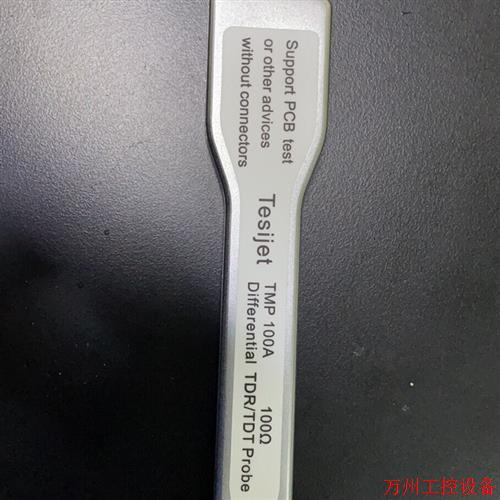 Support PCB test
or other advices
without connectors
Tesijet
TMP 100A 100Ω
Differential TDR/TDT Probe
万州工控设备